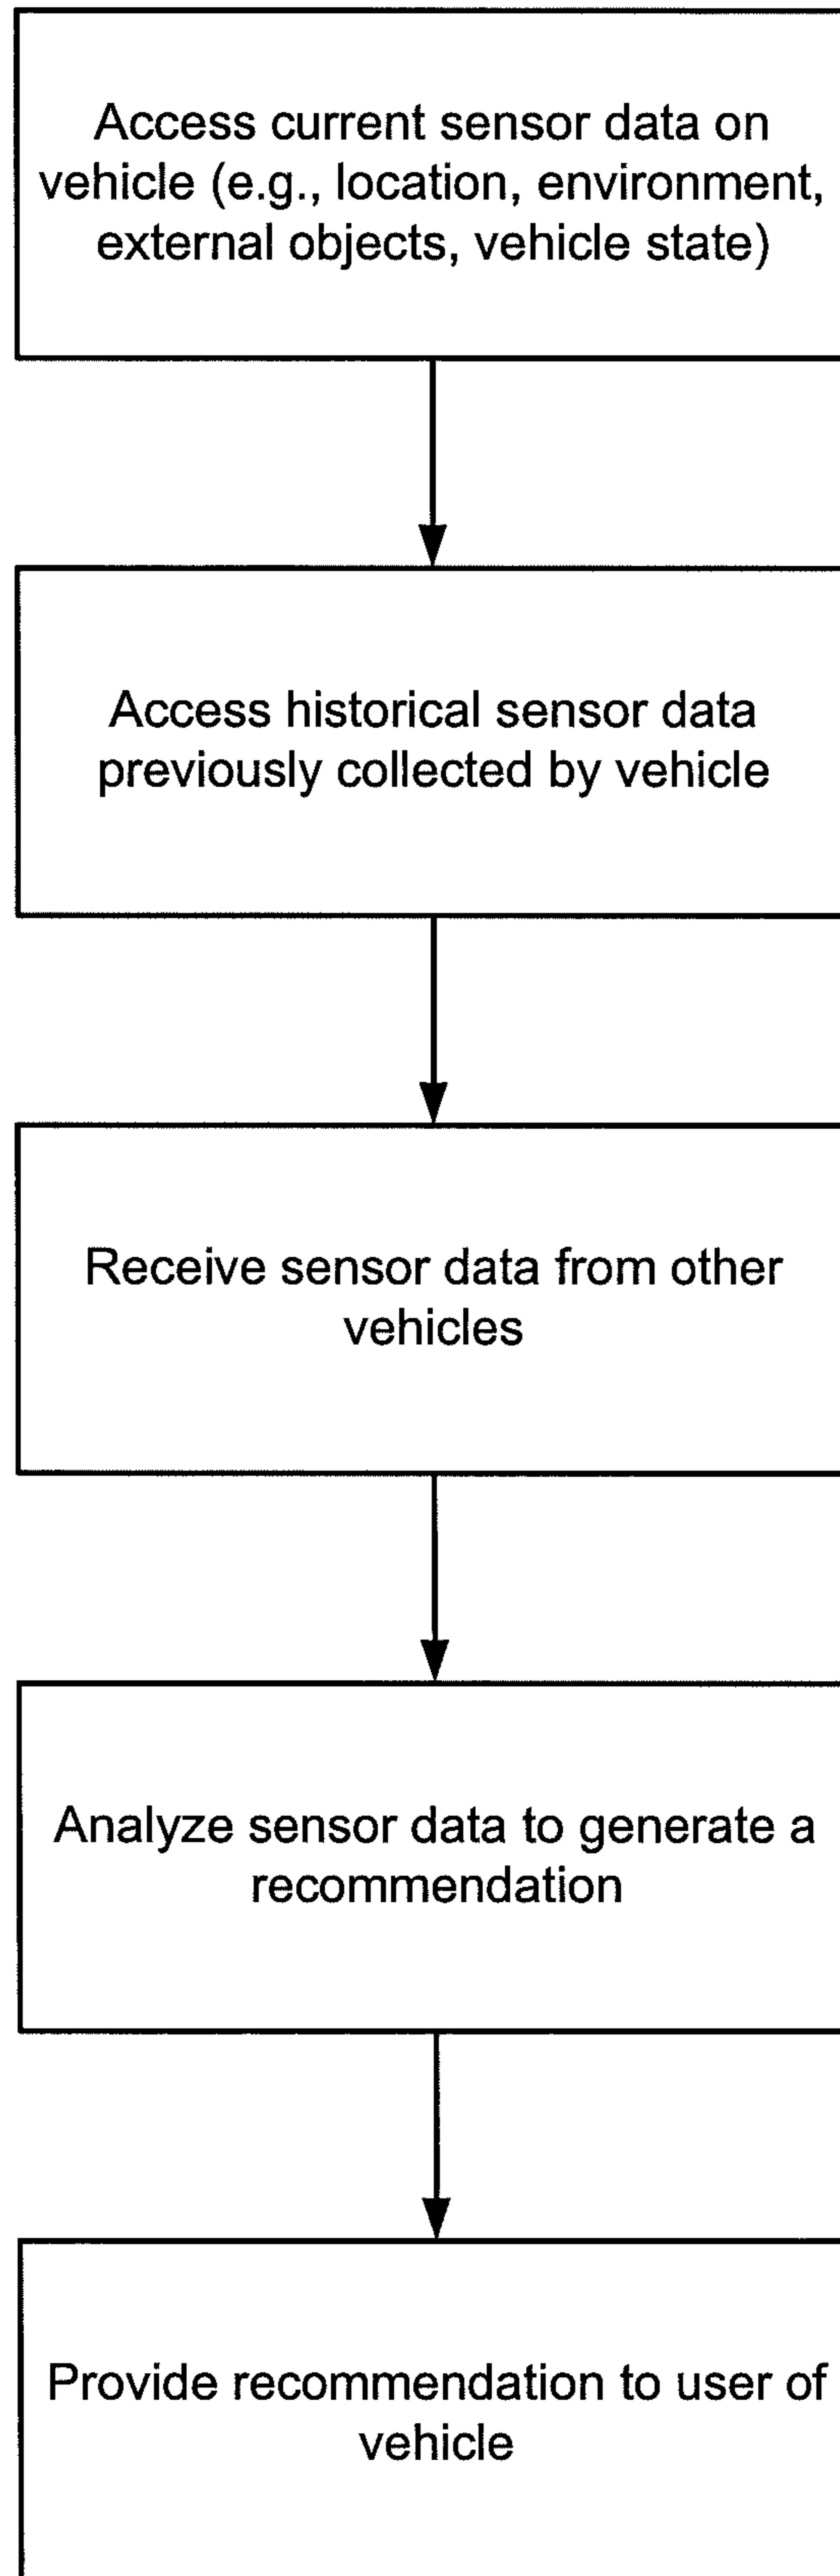 Access current sensor data on
vehicle (e.g., location, environment,
external objects, vehicle state)
Access historical sensor data
previously collected by vehicle
Receive sensor data from other
vehicles
Analyze sensor data to generate a
recommendation
Provide recommendation to user of
vehicle